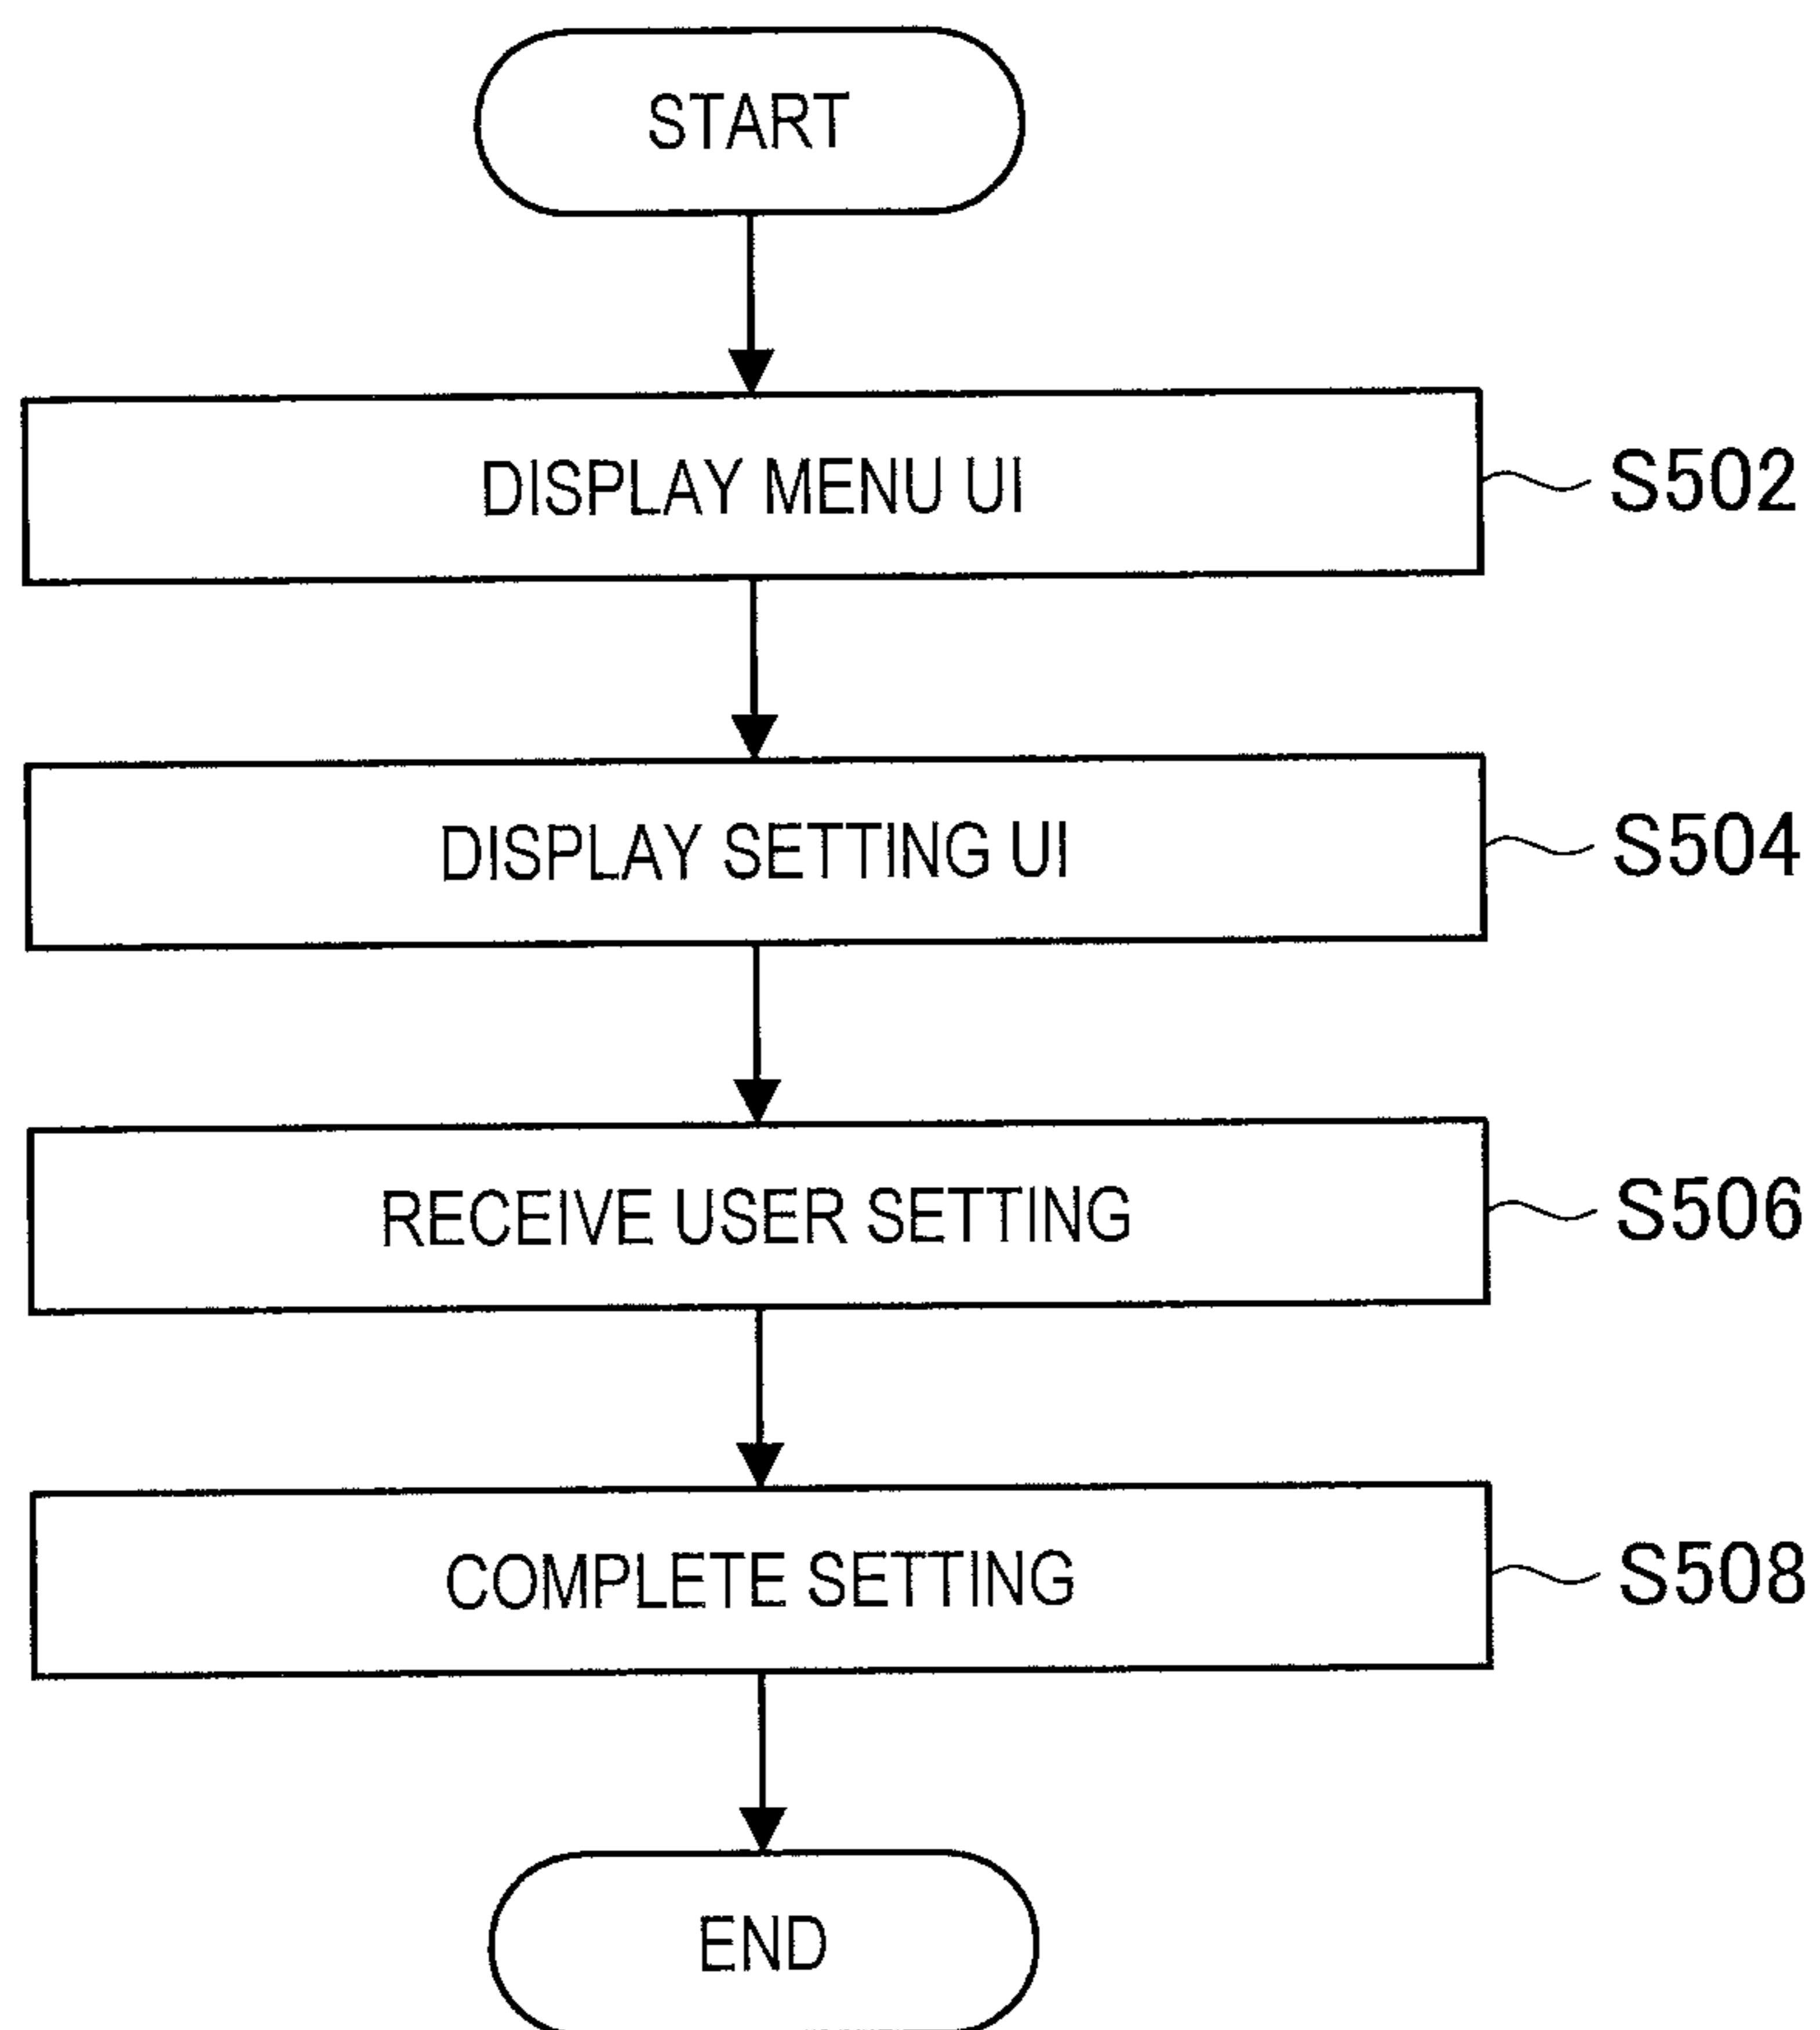 START
DISPLAY MENU UI
S502
DISPLAY SETTING UI
S504
RECEIVE USER SETTING
S506
COMPLETE SETTING
S508
END